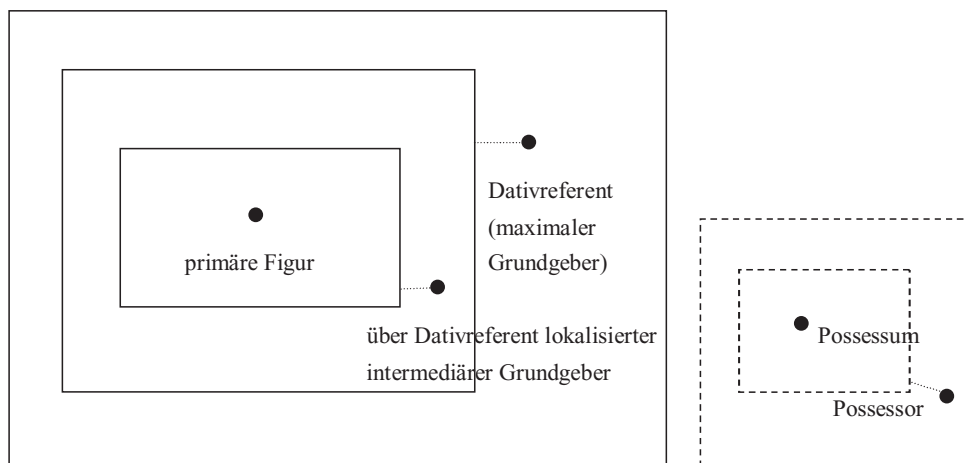 Dativreferent
(maximaler
Grundgeber)
primäre Figur
über Dativreferent lokalisierter
intermediärer Grundgeber
Possessum
Possessor